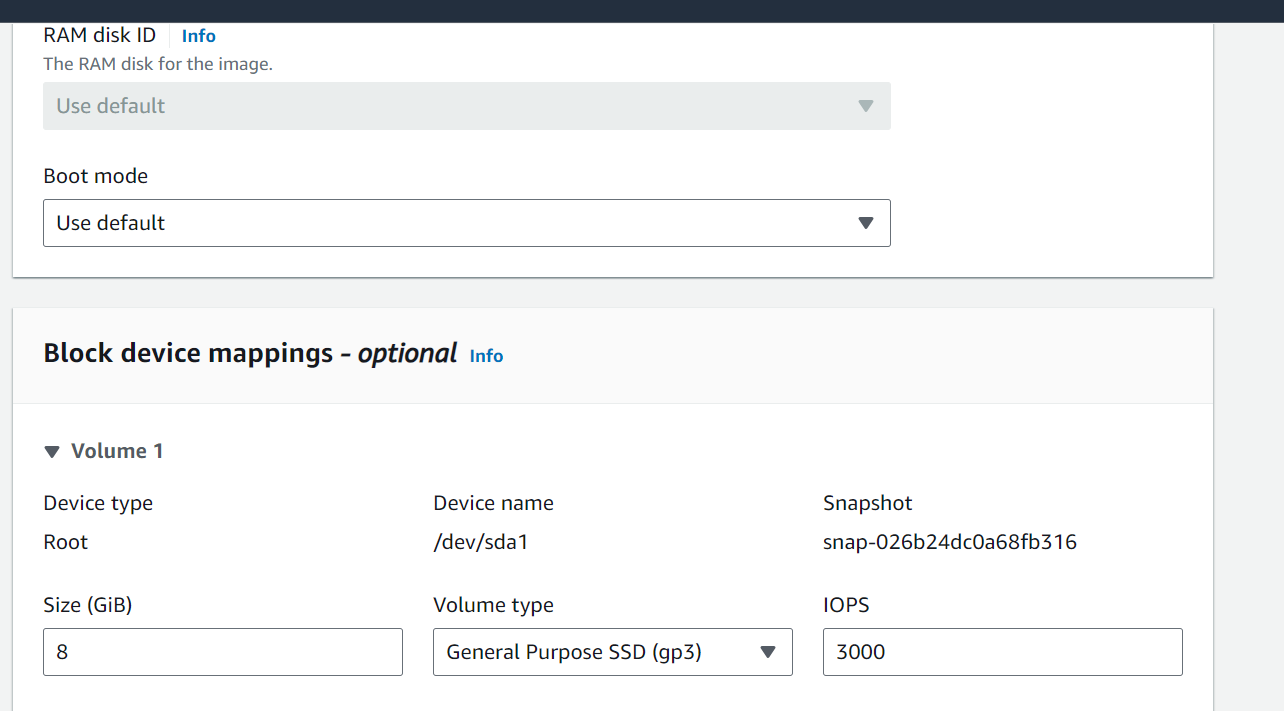 RAM disk ID Info
The RAM disk for the image.
Use default
Boot mode
Use default
Block device mappings - optional Info
Volume 1
Device type Device name Snapshot
Root /dev/sda1 snap-026b24dc0a68fb316
Size (GiB) Volume type IOPS
8 General Purpose SSD (gp3) 3000